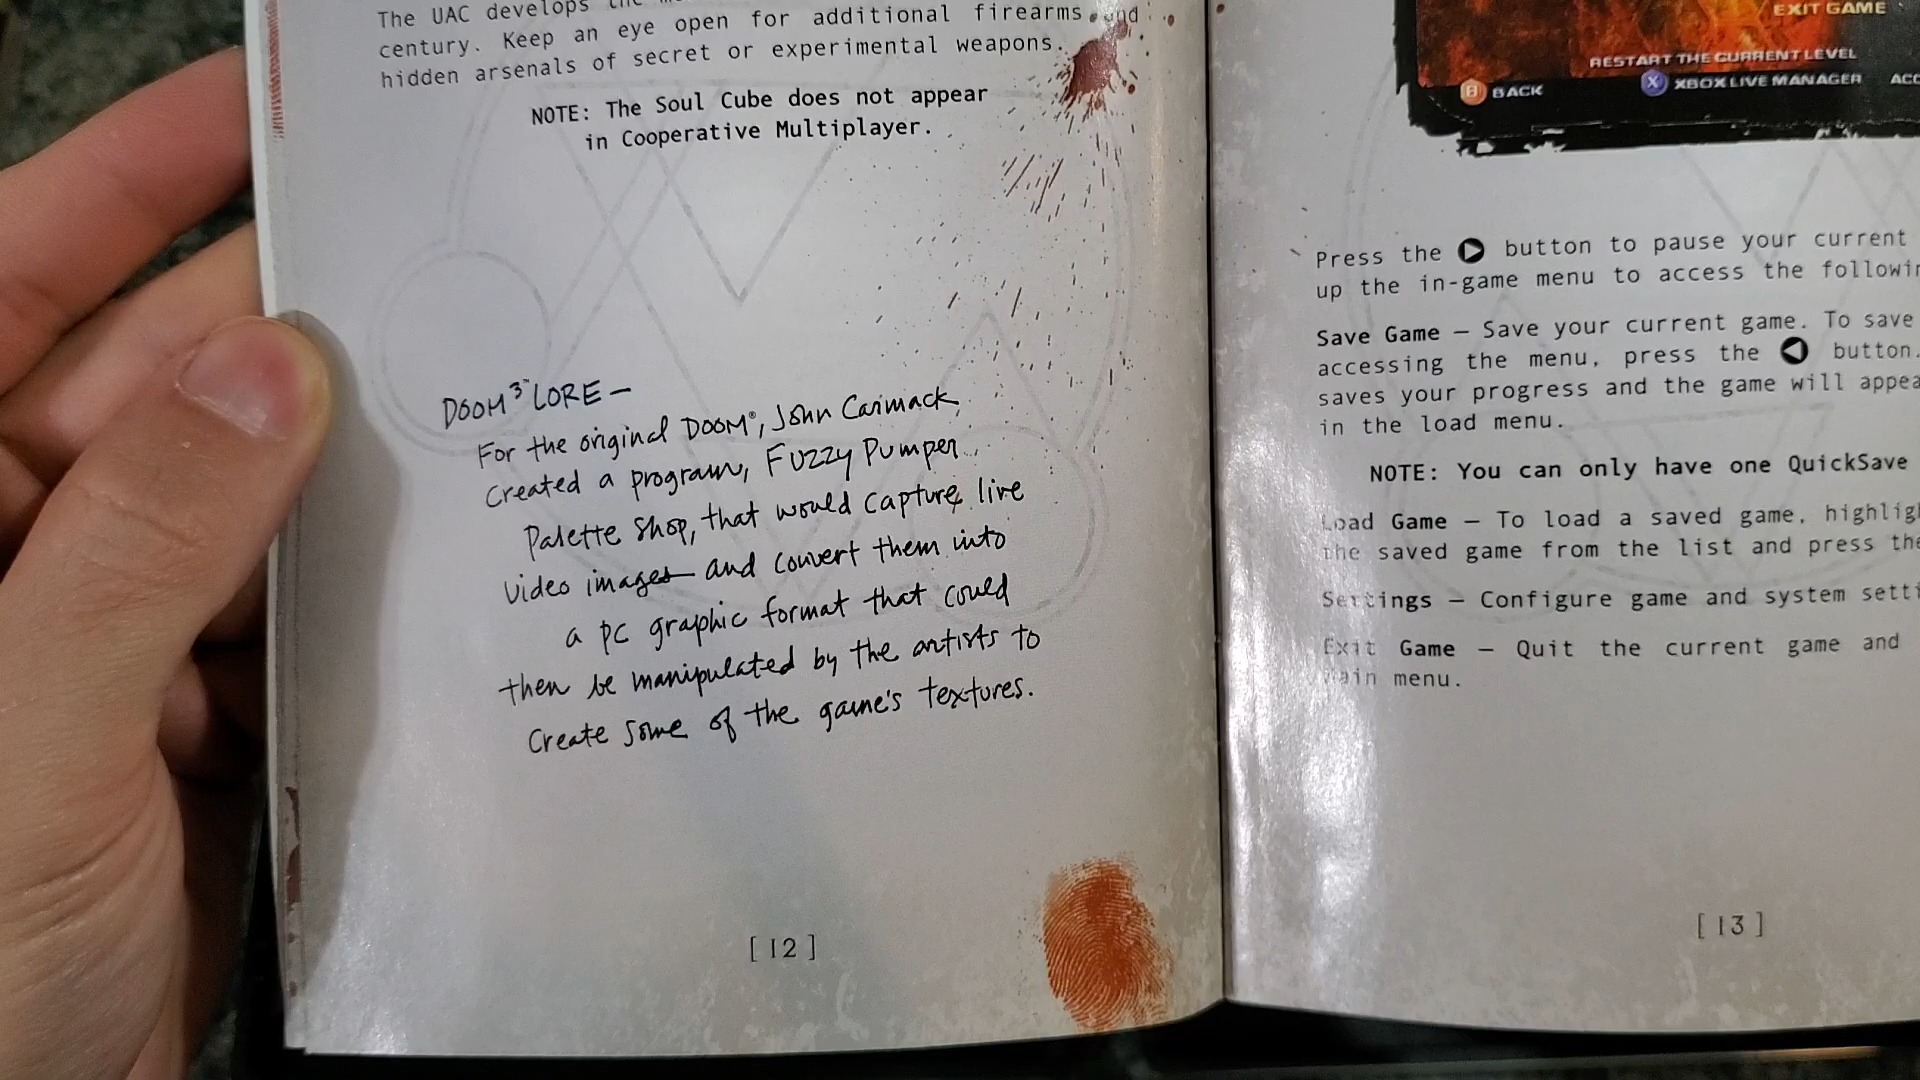 The UAC develops the
century. Keep an eye open for additional firearms and
hidden arsenals of secret or experimental weapons.
NOTE: The Soul Cube does not appear
in Cooperative Multiplayer.
DOOM 3™ LORE —
For the original DOOM®, John Carmack
created a program, Fuzzy Pumper
Palette Shop, that would capture live
video images and convert them into
a PC graphic format that could
then be manipulated by the artists to
create some of the game's textures.
[ 12 ]
EXIT GAME
RESTART THE CURRENT LEVEL
B BACK X XBOX LIVE MANAGER ACC
Press the button to pause your current
up the in-game menu to access the followin
Save Game — Save your current game. To save
accessing the menu, press the button.
saves your progress and the game will appea
in the load menu.
NOTE: You can only have one QuickSave
Load Game — To load a saved game, highlig
the saved game from the list and press the
Settings — Configure game and system setti
Exit Game — Quit the current game and
main menu.
[ 13 ]